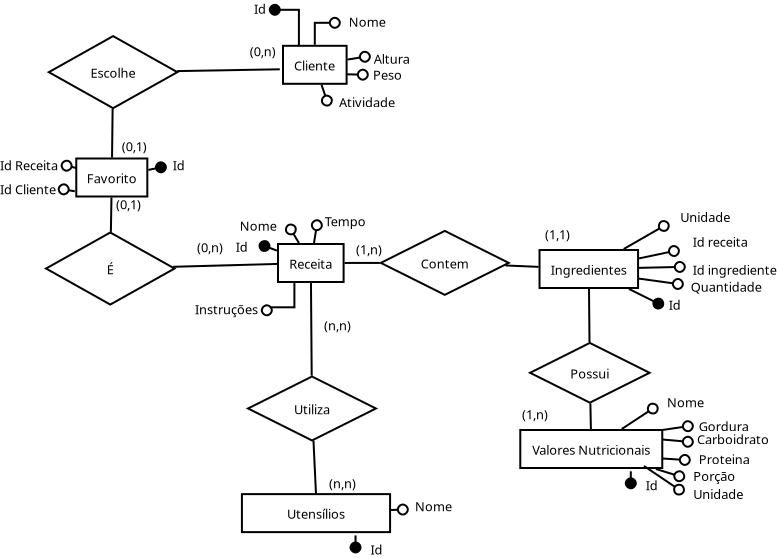 Id
Nome
(0,n)
Altura
Cliente
Peso
Escolhe
Atividade
(0,1)
Id Receita
Id
Favorito
Id Cliente
(0,1)
Nome
Tempo
Unidade
(0,n)
Id
(1,n)
(1,1)
Id receita
É
Receita
Contem
Ingredientes
Id ingrediente
Quantidade
Instruções
Id
(n,n)
Possui
Utiliza
Nome
(1,n)
Gordura
Carboidrato
Valores Nutricionais
Proteina
Porção
(n,n)
Id
Unidade
Utensílios
Nome
Id